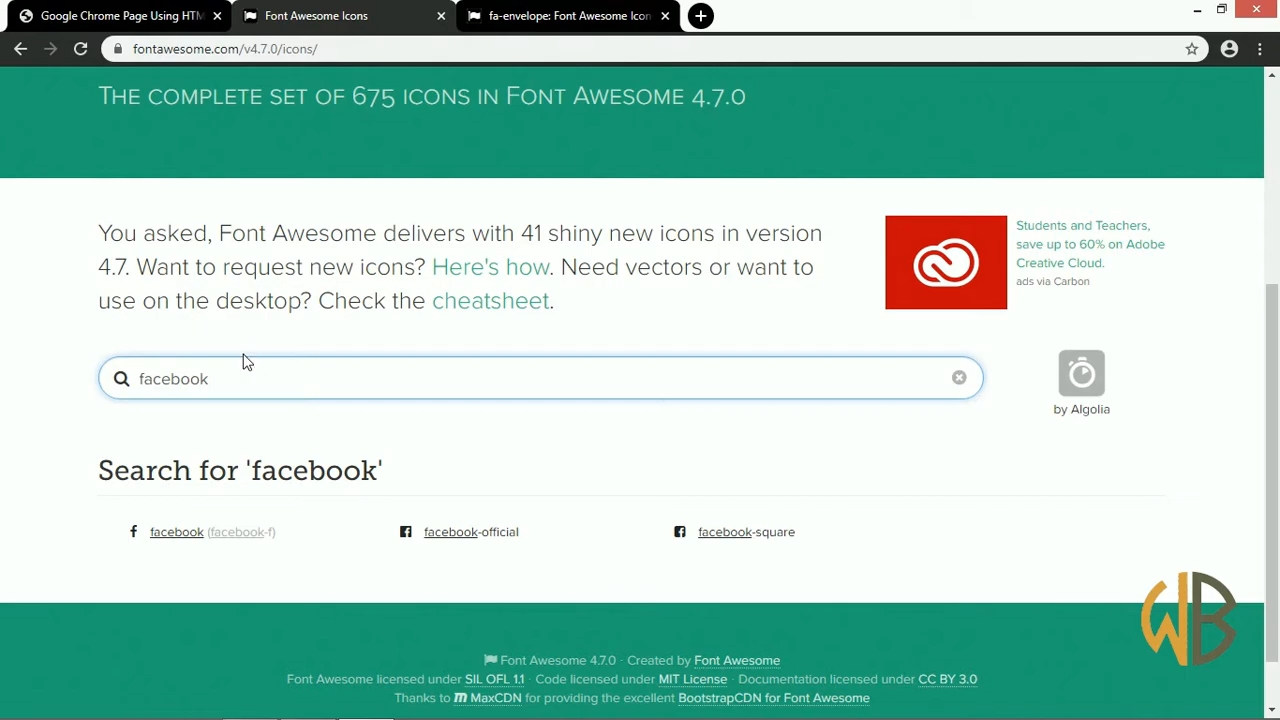 Google Chrome Page Using HTM
Font Awesome Icons
fa-envelope: Font Awesome Icon
fontawesome.com/v4.7.0/icons/
The complete set of 675 icons in Font Awesome 4.7.0
You asked, Font Awesome delivers with 41 shiny new icons in version
4.7. Want to request new icons? Here's how. Need vectors or want to
use on the desktop? Check the cheatsheet.
Students and Teachers,
save up to 60% on Adobe
Creative Cloud.
ads via Carbon
facebook
by Algolia
Search for 'facebook'
facebook (facebook-f)
facebook-official
facebook-square
WB
Font Awesome 4.7.0 · Created by Font Awesome
Font Awesome licensed under SIL OFL 1.1 · Code licensed under MIT License · Documentation licensed under CC BY 3.0
Thanks to MaxCDN for providing the excellent BootstrapCDN for Font Awesome